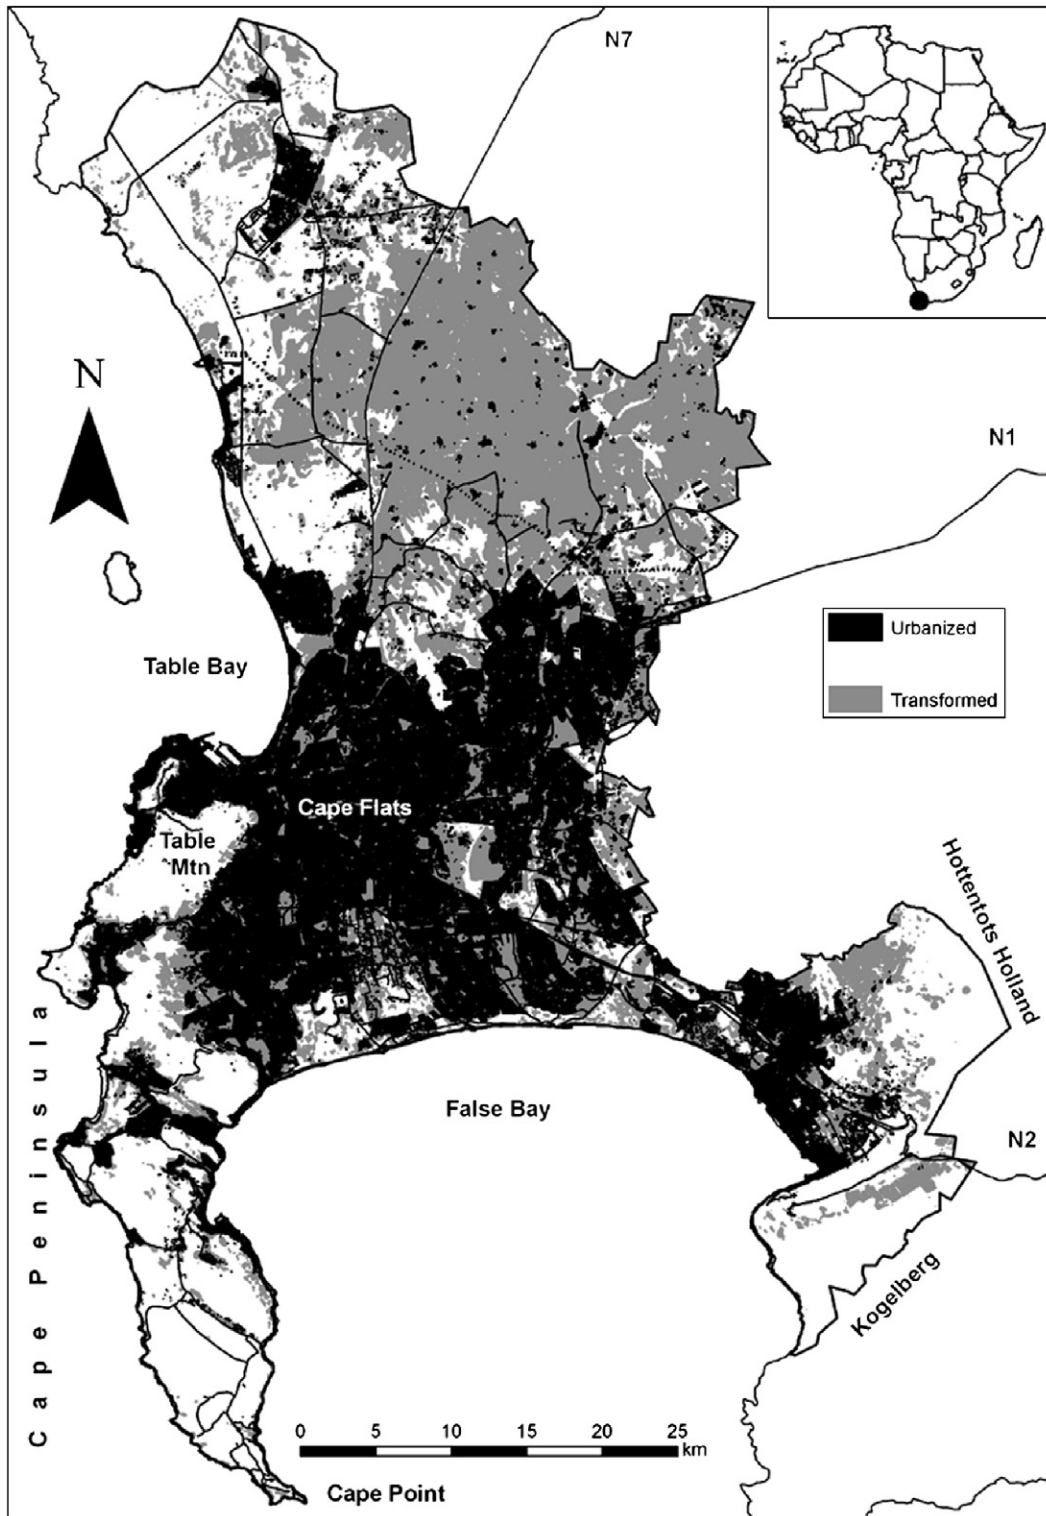 N7
N
N1
Urbanized
Table Bay
Transformed
Cape Flats
Table
Mtn
Hottentots Holland
Cape Peninsula
False Bay
N2
Kogelberg
0 5 10 15 20 25
km
Cape Point